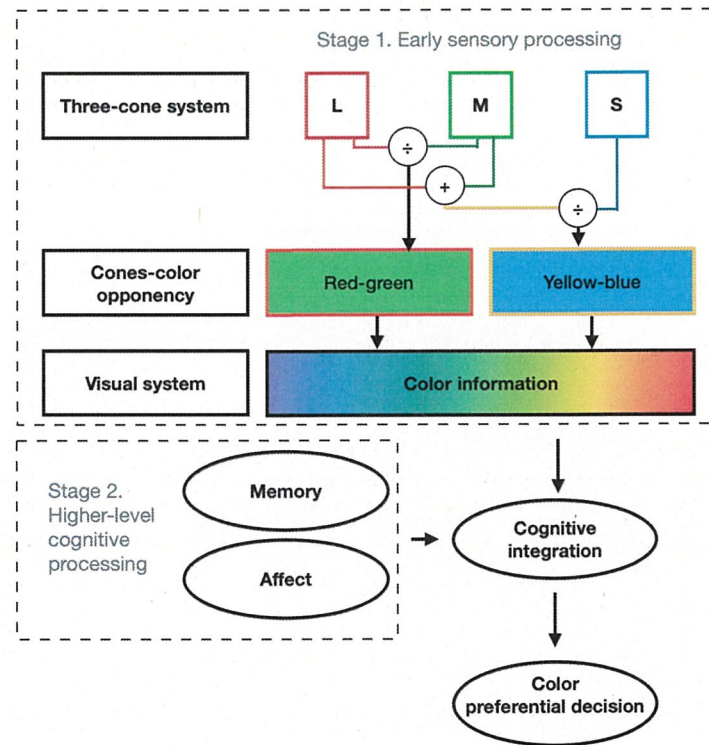 Stage 1. Early sensory processing
Three-cone system
L
M
S
÷
+
÷
Cones-color
opponency
Red-green
Yellow-blue
Visual system
Color information
Stage 2.
Higher-level
cognitive
processing
Memory
Affect
Cognitive
integration
Color
preferential decision